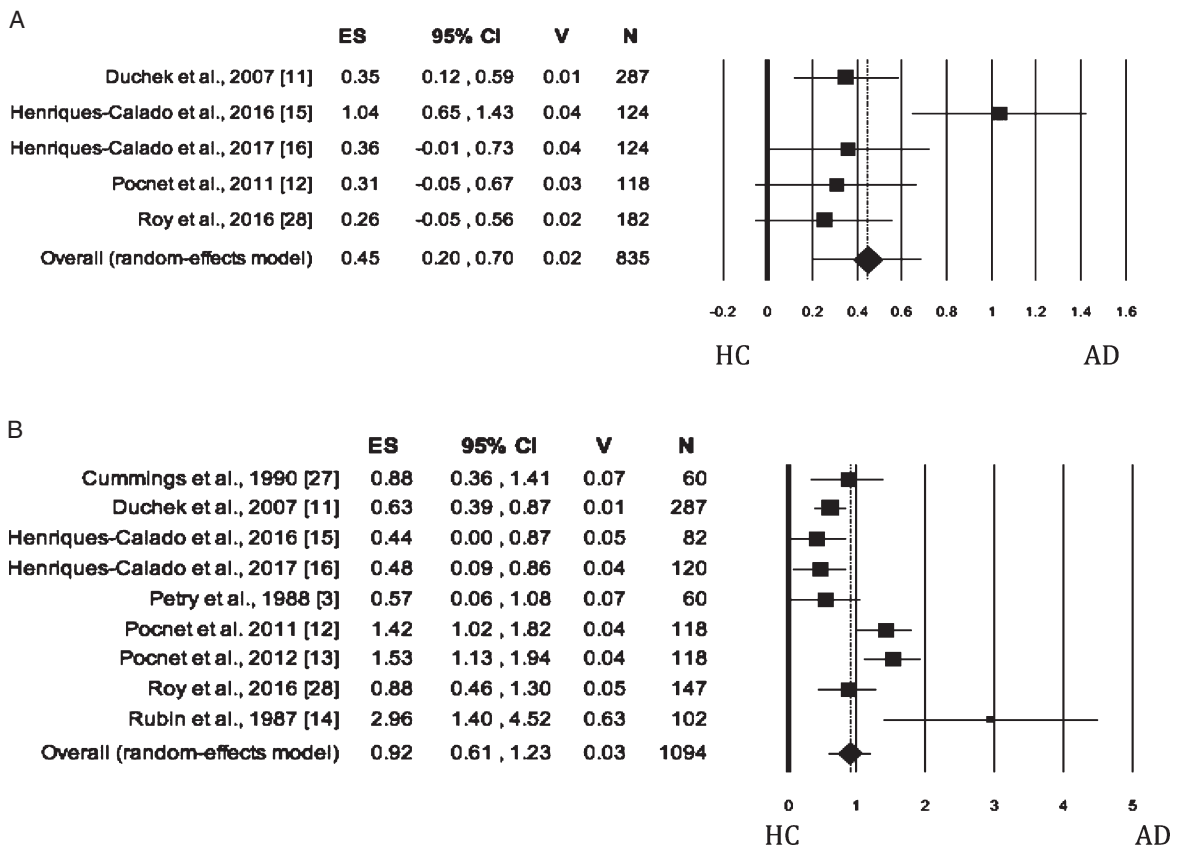 A
ES 95% CI V N
Duchek et al., 2007 [11] 0.35 0.12 , 0.59 0.01 287
Henriques-Calado et al., 2016 [15] 1.04 0.65 , 1.43 0.04 124
Henriques-Calado et al., 2017 [16] 0.36 -0.01 , 0.73 0.04 124
Pocnet et al., 2011 [12] 0.31 -0.05 , 0.67 0.03 118
Roy et al., 2016 [28] 0.26 -0.05 , 0.56 0.02 182
Overall (random-effects model) 0.45 0.20 , 0.70 0.02 835
-0.2 0 0.2 0.4 0.6 0.8 1 1.2 1.4 1.6
HC AD
B
ES 95% CI V N
Cummings et al., 1990 [27] 0.88 0.36 , 1.41 0.07 60
Duchek et al., 2007 [11] 0.63 0.39 , 0.87 0.01 287
Henriques-Calado et al., 2016 [15] 0.44 0.00 , 0.87 0.05 82
Henriques-Calado et al., 2017 [16] 0.48 0.09 , 0.86 0.04 120
Petry et al., 1988 [3] 0.57 0.06 , 1.08 0.07 60
Pocnet et al. 2011 [12] 1.42 1.02 , 1.82 0.04 118
Pocnet et al., 2012 [13] 1.53 1.13 , 1.94 0.04 118
Roy et al., 2016 [28] 0.88 0.46 , 1.30 0.05 147
Rubin et al., 1987 [14] 2.96 1.40 , 4.52 0.63 102
Overall (random-effects model) 0.92 0.61 , 1.23 0.03 1094
0 1 2 3 4 5
HC AD